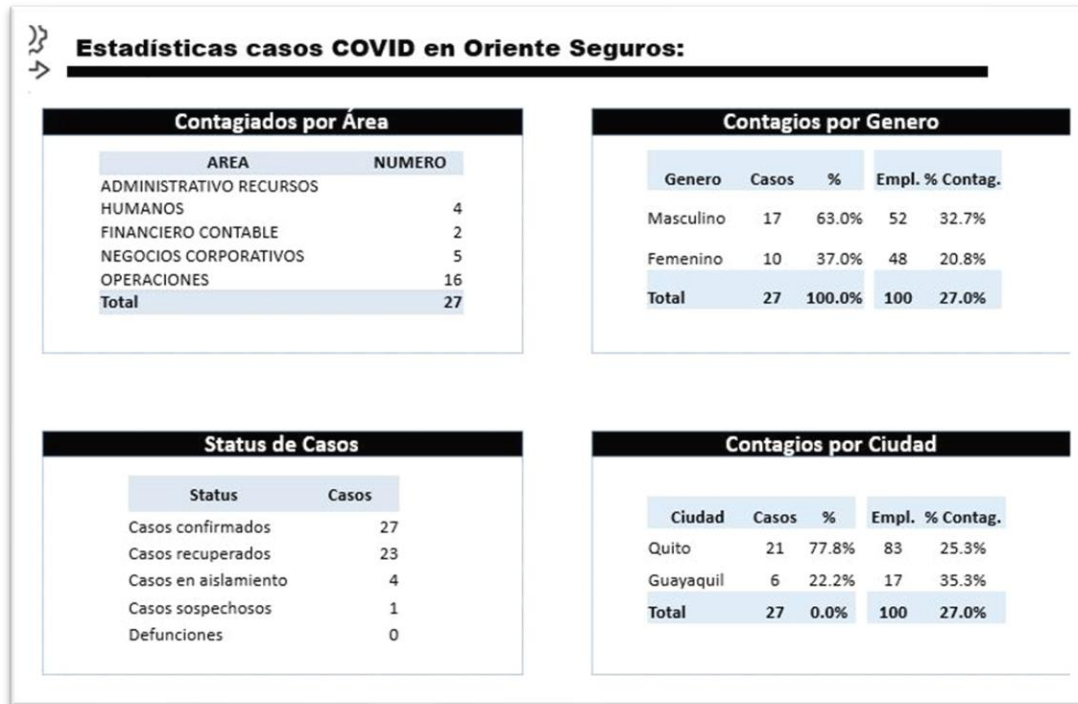 Estadísticas casos COVID en Oriente Seguros:
Contagiados por Área
AREA NUMERO
ADMINISTRATIVO RECURSOS
HUMANOS 4
FINANCIERO CONTABLE 2
NEGOCIOS CORPORATIVOS 5
OPERACIONES 16
Total 27
Contagios por Genero
Genero Casos % Empl. % Contag.
Masculino 17 63.0% 52 32.7%
Femenino 10 37.0% 48 20.8%
Total 27 100.0% 100 27.0%
Status de Casos
Status Casos
Casos confirmados 27
Casos recuperados 23
Casos en aislamiento 4
Casos sospechosos 1
Defunciones 0
Contagios por Ciudad
Ciudad Casos % Empl. % Contag.
Quito 21 77.8% 83 25.3%
Guayaquil 6 22.2% 17 35.3%
Total 27 0.0% 100 27.0%